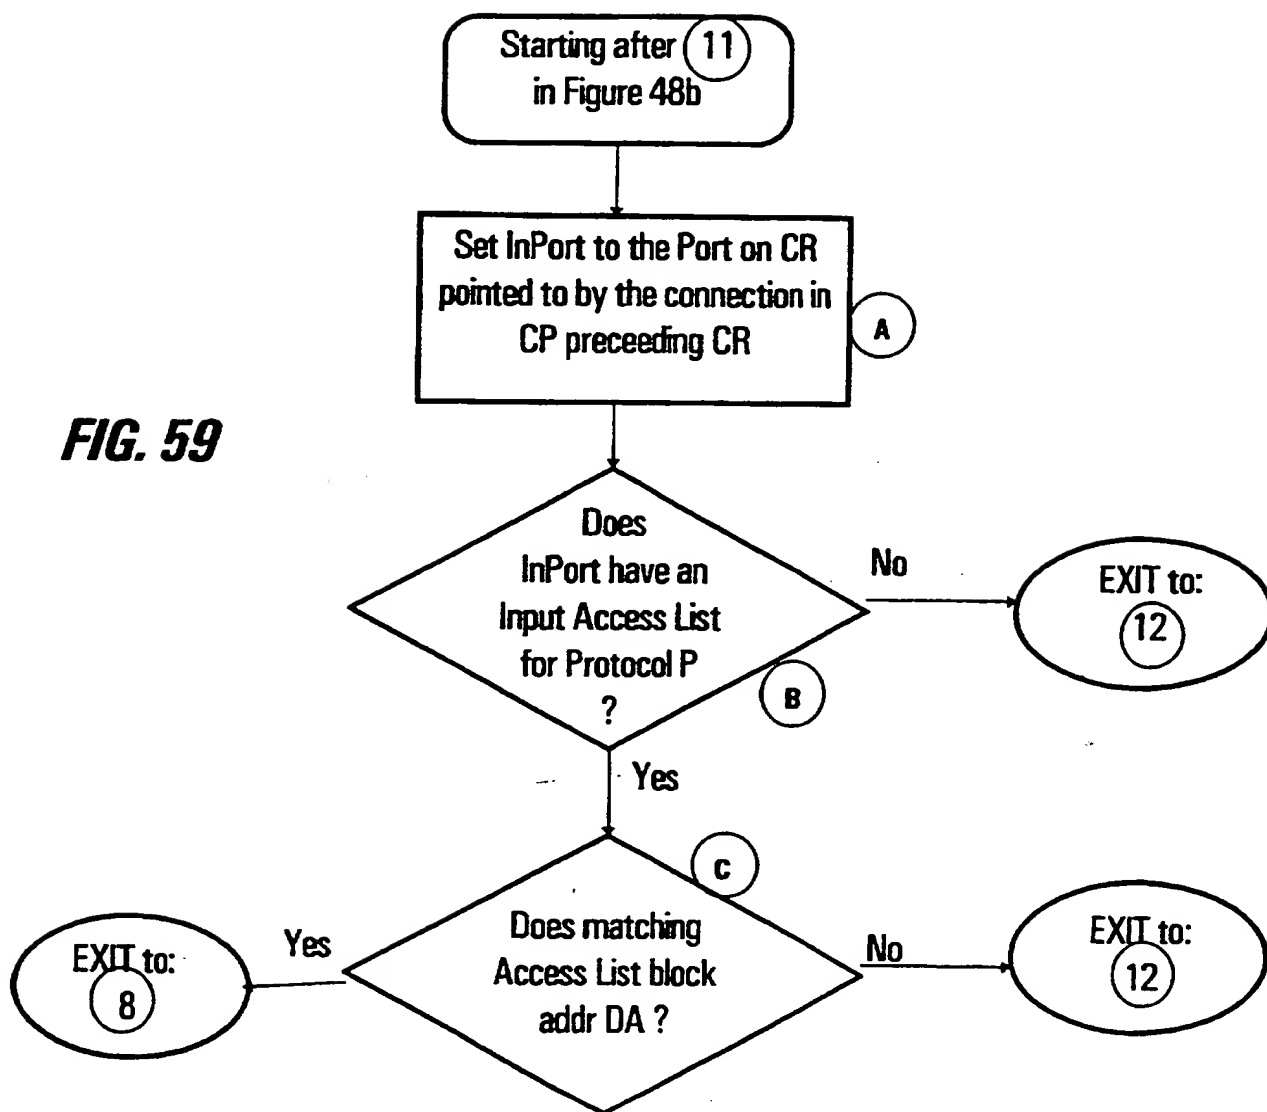 Starting after 11
in Figure 48b
Set InPort to the Port on CR
pointed to by the connection in
CP preceeding CR
A
FIG. 59
Does
InPort have an
Input Access List
for Protocol P
?
B
No
EXIT to:
12
Yes
C
Does matching
Access List block
addr DA ?
Yes
EXIT to:
8
No
EXIT to:
12